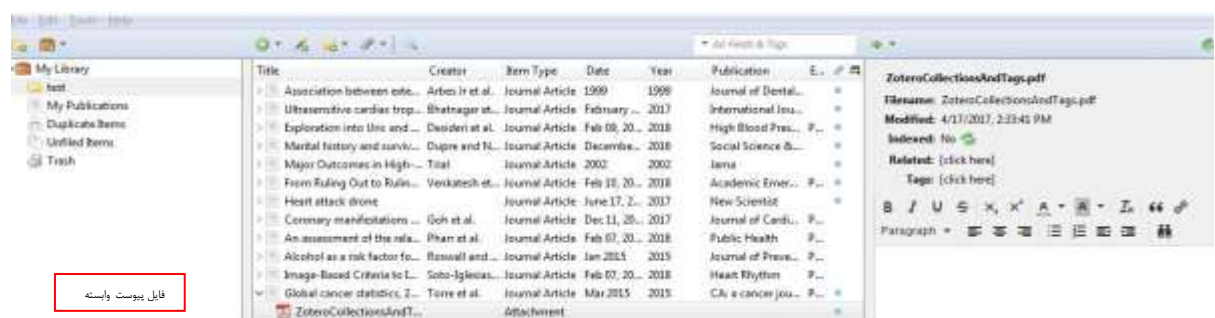 File Edit Tools Help
All Fields & Tags
My Library
test
My Publications
Duplicate Items
Unfiled Items
Trash
Title Creator Item Type Date Year Publication
Association between este... Arbes Jr et al. Journal Article 1999 1999 Journal of Dental...
Ultrasensitive cardiac trop... Bhatnagar et... Journal Article February ... 2017 International Jou...
Exploration into Uric and ... Desideri et al. Journal Article Feb 08, 20... 2018 High Blood Pres... P...
Marital history and surviv... Dupre and N... Journal Article Decembe... 2016 Social Science &...
Major Outcomes in High-... Trial Journal Article 2002 2002 Jama
From Ruling Out to Rulin... Venkatesh et... Journal Article Feb 10, 20... 2018 Academic Emer... P...
Heart attack drone Journal Article June 17, 2... 2017 New Scientist
Coronary manifestations ... Goh et al. Journal Article Dec 11, 20... 2017 Journal of Cardi... P...
An assessment of the rela... Pharr et al. Journal Article Feb 07, 20... 2018 Public Health P...
Alcohol as a risk factor fo... Roswall and ... Journal Article Jan 2015 2015 Journal of Preve... P...
Image-Based Criteria to I... Soto-Iglesias... Journal Article Feb 07, 20... 2018 Heart Rhythm P...
Global cancer statistics, 2... Torre et al. Journal Article Mar 2015 2015 CA: a cancer jou... P...
ZoteroCollectionsAndT... Attachment
ZoteroCollectionsAndTags.pdf
Filename: ZoteroCollectionsAndTags.pdf
Modified: 4/17/2017, 2:33:41 PM
Indexed: No
Related: [click here]
Tags: [click here]
Paragraph
فایل پیوست وابسته